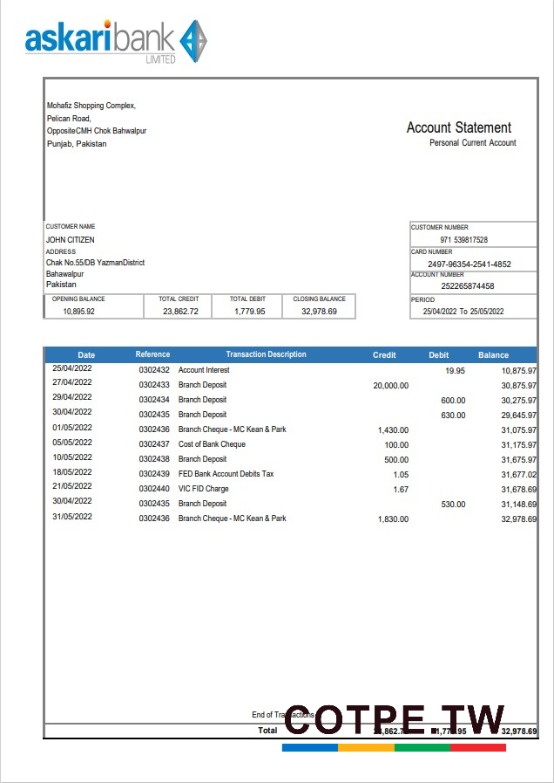 askaribank
LIMITED
Mohafiz Shopping Complex,
Pelican Road,
OppositeCMH Chok Bahwalpur
Punjab, Pakistan
Account Statement
Personal Current Account
CUSTOMER NAME
JOHN CITIZEN
ADDRESS
Chak No.55/DB YazmanDistrict
Bahawalpur
Pakistan
CUSTOMER NUMBER
971 539817528
CARD NUMBER
2497-96354-2541-4852
ACCOUNT NUMBER
252265874458
PERIOD
25/04/2022 To 25/05/2022
OPENING BALANCE TOTAL CREDIT TOTAL DEBIT CLOSING BALANCE
10,895.92 23,862.72 1,779.95 32,978.69
Date Reference Transaction Description Credit Debit Balance
25/04/2022 0302432 Account Interest 19.95 10,875.97
27/04/2022 0302433 Branch Deposit 20,000.00 30,875.97
29/04/2022 0302434 Branch Deposit 600.00 30,275.97
30/04/2022 0302435 Branch Deposit 630.00 29,645.97
01/05/2022 0302436 Branch Cheque - MC Kean & Park 1,430.00 31,075.97
05/05/2022 0302437 Cost of Bank Cheque 100.00 31,175.97
10/05/2022 0302438 Branch Deposit 500.00 31,675.97
18/05/2022 0302439 FED Bank Account Debits Tax 1.05 31,677.02
21/05/2022 0302440 VIC FID Charge 1.67 31,678.69
30/04/2022 0302435 Branch Deposit 530.00 31,148.69
31/05/2022 0302436 Branch Cheque - MC Kean & Park 1,830.00 32,978.69
End of
COTPE TW
Total 32,978.69